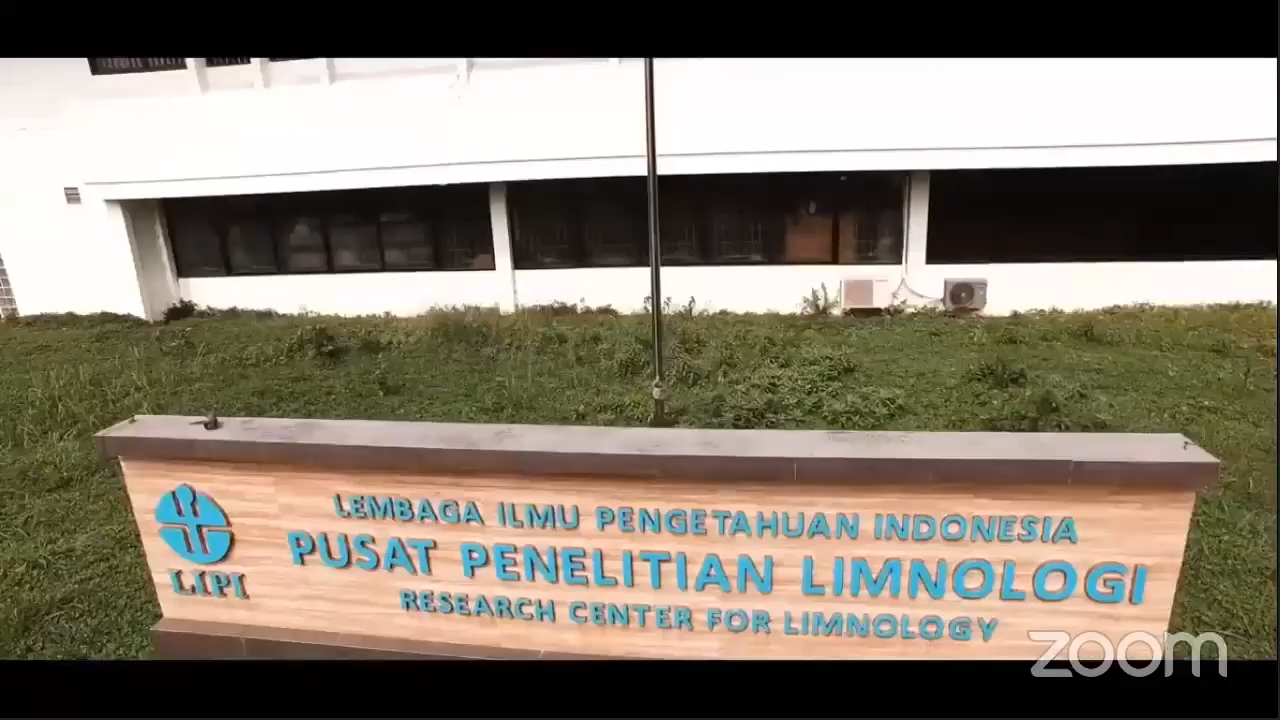 LEMBAGA ILMU PENGETAHUAN INDONESIA
PUSAT PENELITIAN LIMNOLOGI
RESEARCH CENTER FOR LIMNOLOGY
LIPI
zoom